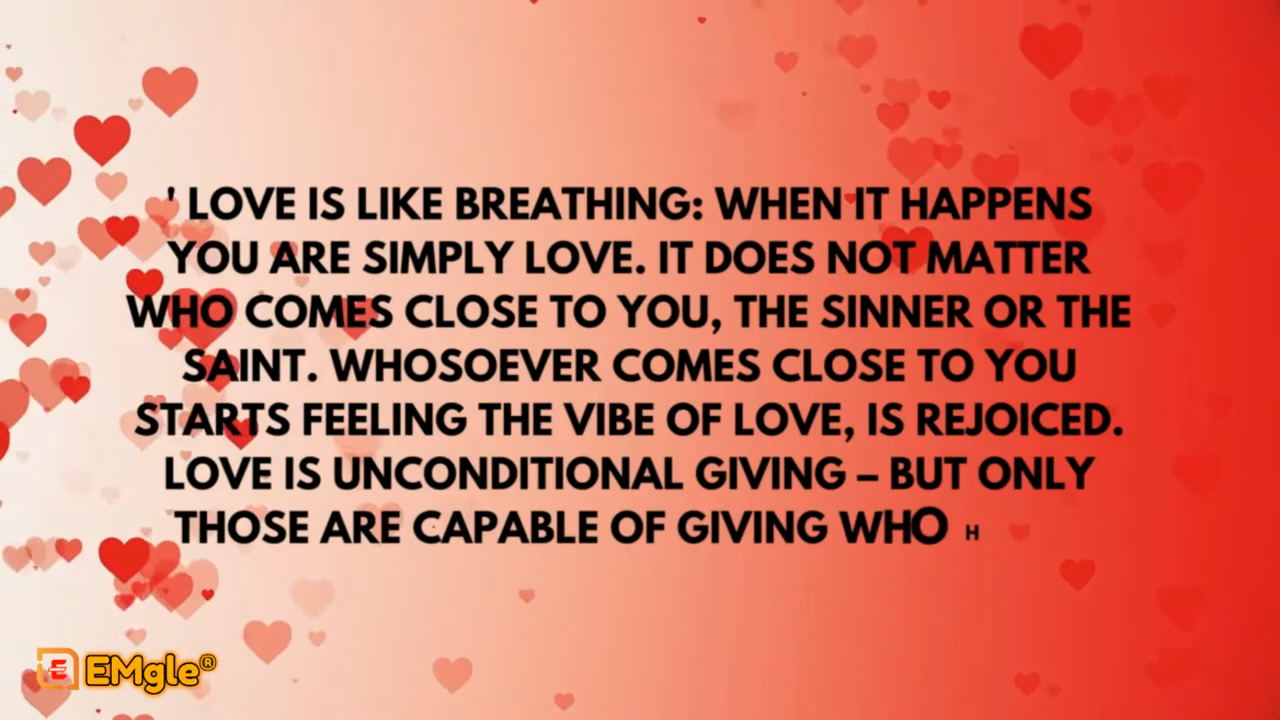 ' LOVE IS LIKE BREATHING: WHEN IT HAPPENS
YOU ARE SIMPLY LOVE. IT DOES NOT MATTER
WHO COMES CLOSE TO YOU, THE SINNER OR THE
SAINT. WHOSOEVER COMES CLOSE TO YOU
STARTS FEELING THE VIBE OF LOVE, IS REJOICED.
LOVE IS UNCONDITIONAL GIVING – BUT ONLY
THOSE ARE CAPABLE OF GIVING WHO H
EMgle®